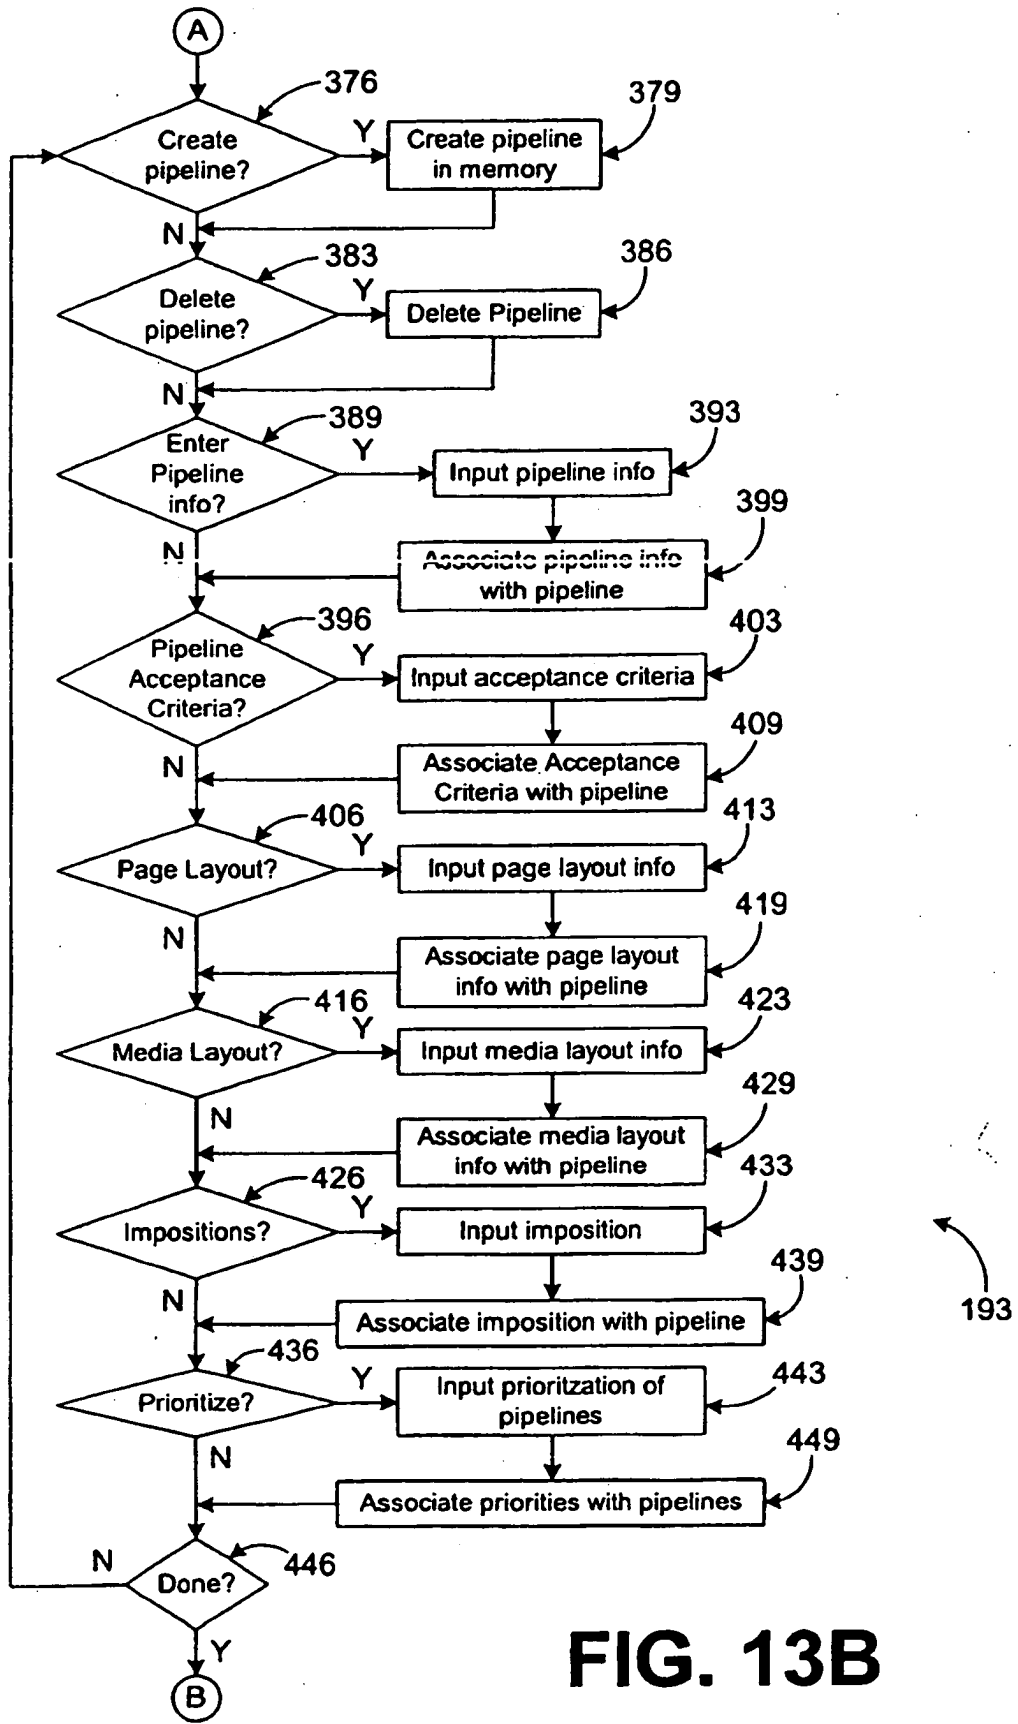 A
376
379
Create
pipeline?
Y
Create pipeline
in memory
N
383
386
Delete
pipeline?
Y
Delete Pipeline
N
389
393
Enter
Pipeline
info?
Y
Input pipeline info
399
N
Associate pipeline info
with pipeline
396
403
Pipeline
Acceptance
Criteria?
Y
Input acceptance criteria
409
N
Associate Acceptance
Criteria with pipeline
406
413
Page Layout?
Y
Input page layout info
419
N
Associate page layout
info with pipeline
416
423
Media Layout?
Y
Input media layout info
429
N
Associate media layout
info with pipeline
426
433
Impositions?
Y
Input imposition
439
N
Associate imposition with pipeline
193
436
443
Prioritize?
Y
Input prioritzation of
pipelines
449
N
Associate priorities with pipelines
N
446
Done?
Y
B
FIG. 13B